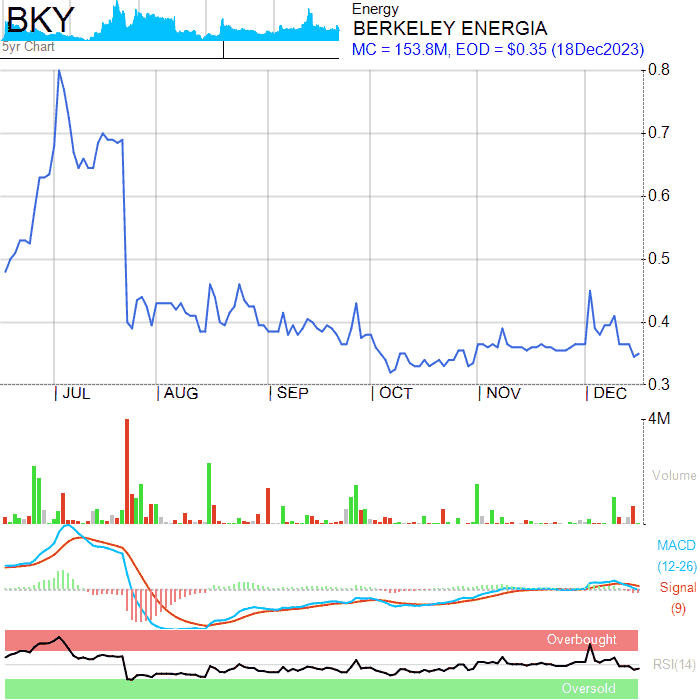 BKY
5yr Chart
Energy
BERKELEY ENERGIA
MC = 153.8M, EOD = $0.35 (18Dec2023)
0.8
0.7
0.6
0.5
0.4
0.3
JUL AUG SEP OCT NOV DEC
4M
Volume
MACD
(12-26)
Signal
(9)
Overbought
RSI(14)
Oversold